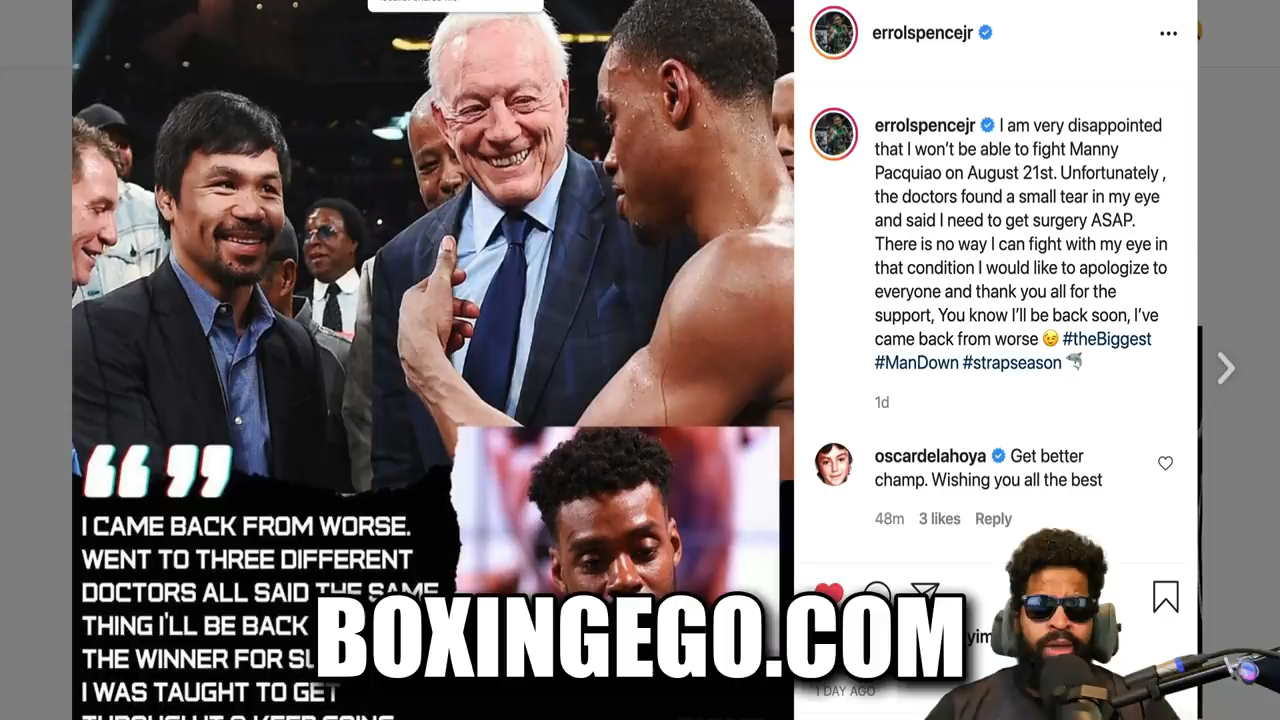 errolspencejr
errolspencejr I am very disappointed
that I won't be able to fight Manny
Pacquiao on August 21st. Unfortunately ,
the doctors found a small tear in my eye
and said I need to get surgery ASAP.
There is no way I can fight with my eye in
that condition I would like to apologize to
everyone and thank you all for the
support, You know I'll be back soon, I've
came back from worse 😉 #theBiggest
#ManDown #strapseason
1d
oscardelahoya Get better
champ. Wishing you all the best
48m 3 likes Reply
1 DAY AGO
I CAME BACK FROM WORSE.
WENT TO THREE DIFFERENT
DOCTORS ALL SAID THE SAME
THING I'LL BE BACK
THE WINNER FOR
I WAS TAUGHT TO GET
BOXINGEGO.COM